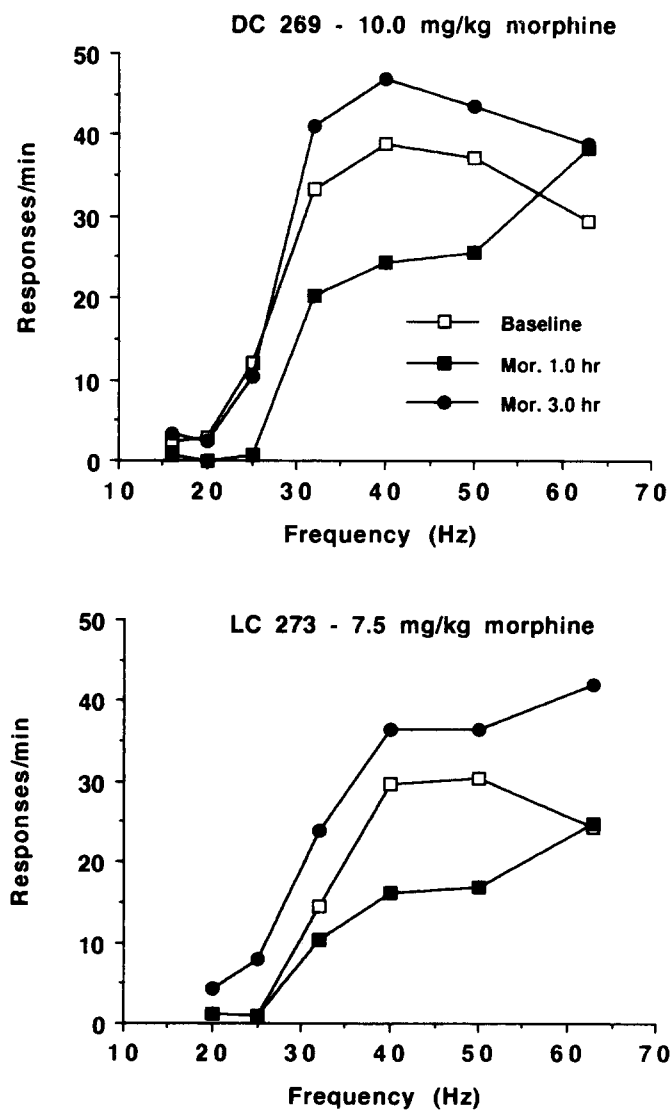 DC 269 - 10.0 mg/kg morphine
50
40
30
20
10
0
Responses/min
Baseline
Mor. 1.0 hr
Mor. 3.0 hr
10 20 30 40 50 60 70
Frequency (Hz)
LC 273 - 7.5 mg/kg morphine
50
40
30
20
10
0
Responses/min
10 20 30 40 50 60 70
Frequency (Hz)